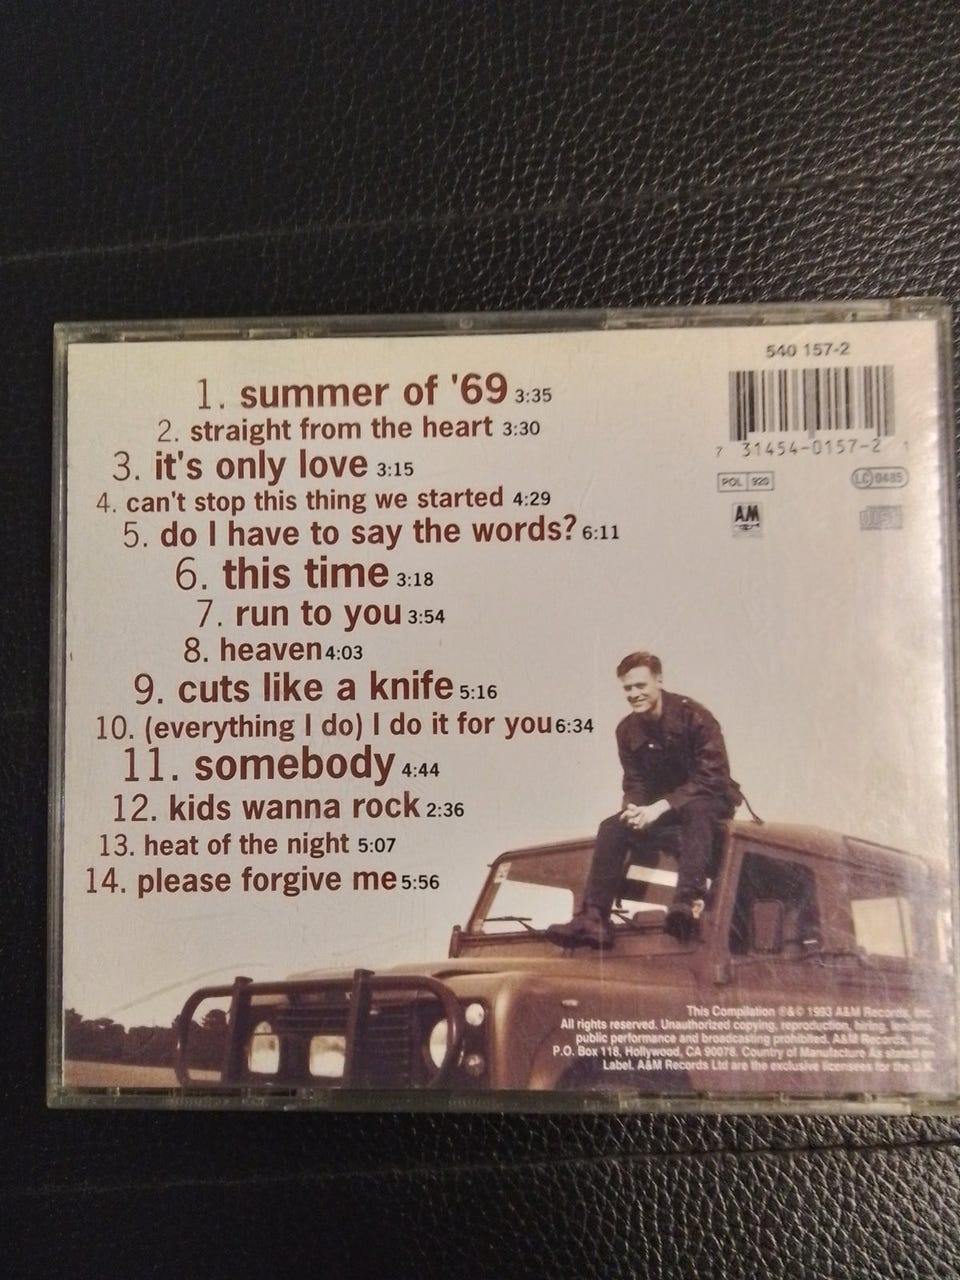 540 157-2
1. summer of '69 3:35
2. straight from the heart 3:30
3. it's only love 3:15
4. can't stop this thing we started 4:29
5. do I have to say the words? 6:11
6. this time 3:18
7. run to you 3:54
8. heaven 4:03
9. cuts like a knife 5:16
10. (everything I do) I do it for you 6:34
11. somebody 4:44
12. kids wanna rock 2:36
13. heat of the night 5:07
14. please forgive me 5:56
7 31454-0157-2 1
POL 920
LC 0485
A&M
This Compilation ℗&© 1993 A&M Records, Inc.
All rights reserved. Unauthorized copying, reproduction, hiring, lending,
public performance and broadcasting prohibited. A&M Records, Inc.
P.O. Box 118, Hollywood, CA 90078. Country of Manufacture As stated on
Label. A&M Records Ltd are the exclusive licensees for the U.K.